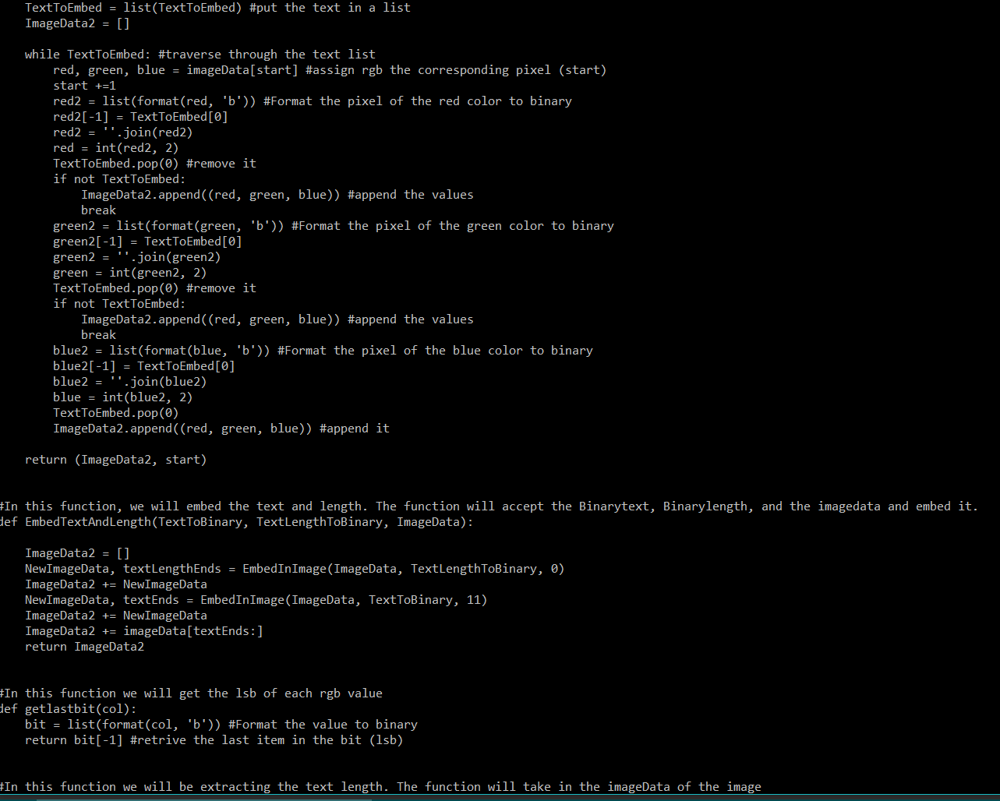 TextToEmbed = list(TextToEmbed) #put the text in a list
ImageData2 = []
while TextToEmbed: #traverse through the text list
red, green, blue = imageData[start] #assign rgb the corresponding pixel (start)
start +=1
red2 = list(format(red, 'b')) #Format the pixel of the red color to binary
red2[-1] = TextToEmbed[0]
red2 = ''.join(red2)
red = int(red2, 2)
TextToEmbed.pop(0) #remove it
if not TextToEmbed:
ImageData2.append((red, green, blue)) #append the values
break
green2 = list(format(green, 'b')) #Format the pixel of the green color to binary
green2[-1] = TextToEmbed[0]
green2 = ''.join(green2)
green = int(green2, 2)
TextToEmbed.pop(0) #remove it
if not TextToEmbed:
ImageData2.append((red, green, blue)) #append the values
break
blue2 = list(format(blue, 'b')) #Format the pixel of the blue color to binary
blue2[-1] = TextToEmbed[0]
blue2 = ''.join(blue2)
blue = int(blue2, 2)
TextToEmbed.pop(0)
ImageData2.append((red, green, blue)) #append it
return (ImageData2, start)
#In this function, we will embed the text and length. The function will accept the Binarytext, Binarylength, and the imagedata and embed it.
def EmbedTextAndLength(TextToBinary, TextLengthToBinary, ImageData):
ImageData2 = []
NewImageData, textLengthEnds = EmbedInImage(ImageData, TextLengthToBinary, 0)
ImageData2 += NewImageData
NewImageData, textEnds = EmbedInImage(ImageData, TextToBinary, 11)
ImageData2 += NewImageData
ImageData2 += imageData[textEnds:]
return ImageData2
#In this function we will get the lsb of each rgb value
def getlastbit(col):
bit = list(format(col, 'b')) #Format the value to binary
return bit[-1] #retrive the last item in the bit (lsb)
#In this function we will be extracting the text length. The function will take in the imageData of the image